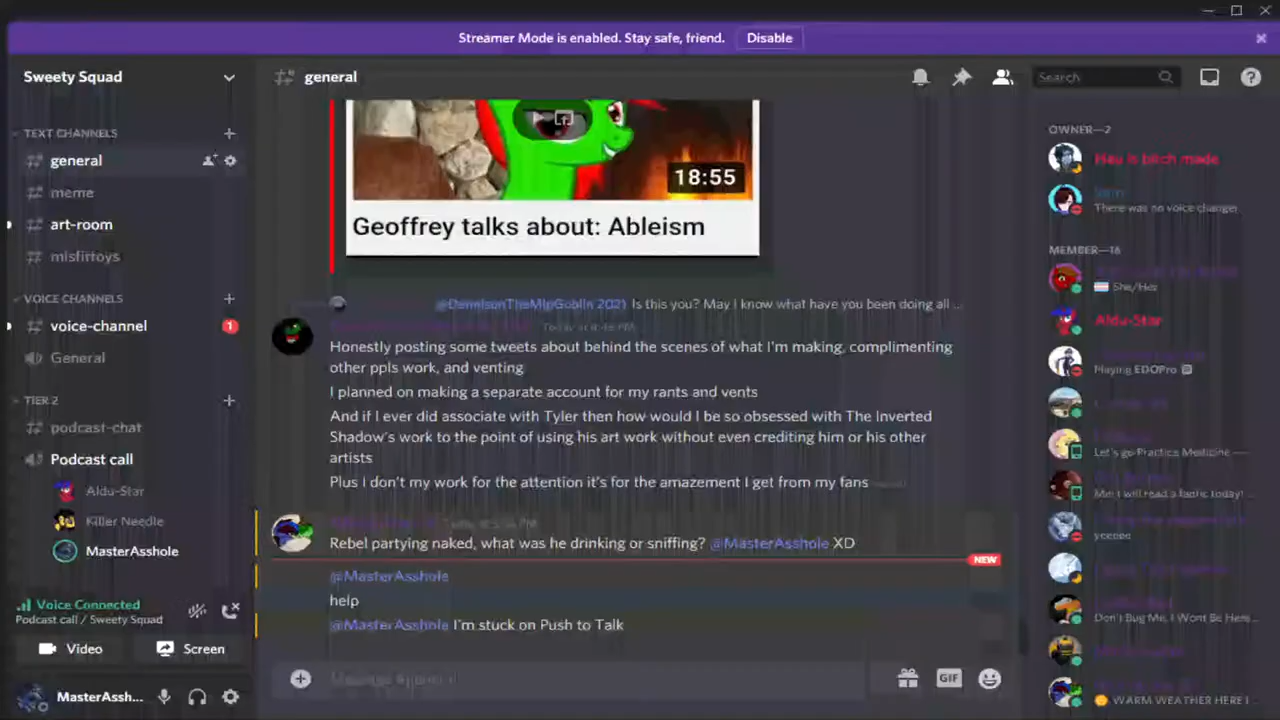 Streamer Mode is enabled. Stay safe, friend. Disable
Sweety Squad
general
Search
TEXT CHANNELS
general
meme
art-room
misfittoys
VOICE CHANNELS
voice-channel 1
General
TIER 2
podcast-chat
Podcast call
Aldu-Star
Killer Needle
MasterAsshole
Voice Connected
Podcast call / Sweety Squad
Video Screen
MasterAssh...
18:55
Geoffrey talks about: Ableism
@DennisonTheMlpGoblin 2021 Is this you? May I know what have you been doing all ...
Honestly posting some tweets about behind the scenes of what I'm making, complimenting
other ppls work, and venting
I planned on making a separate account for my rants and vents
And if I ever did associate with Tyler then how would I be so obsessed with The Inverted
Shadow's work to the point of using his art work without even crediting him or his other
artists
Plus I don't my work for the attention it's for the amazement I get from my fans
Rebel partying naked, what was he drinking or sniffing? @MasterAsshole XD
NEW
@MasterAsshole
help
@MasterAsshole I'm stuck on Push to Talk
GIF
OWNER—2
There was no voice changer
MEMBER—16
She/Her
Aldu-Star
Playing EDOPro
Let's go Practice Medicine —
yeeeee
Don't Bug Me, I Wont Be Here...
WARM WEATHER HERE I